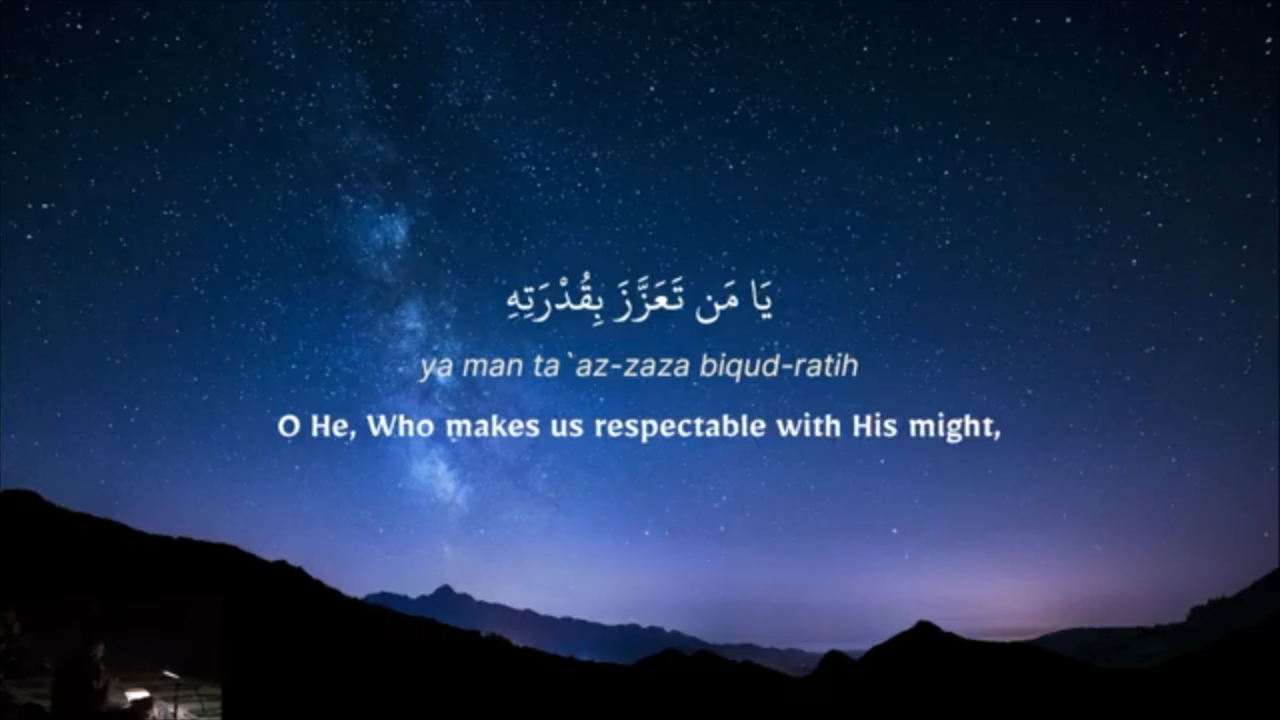 يَا مَن تَعَزَّزَ بِقُدْرَتِهِ
ya man ta`az-zaza biqud-ratih
O He, Who makes us respectable with His might,